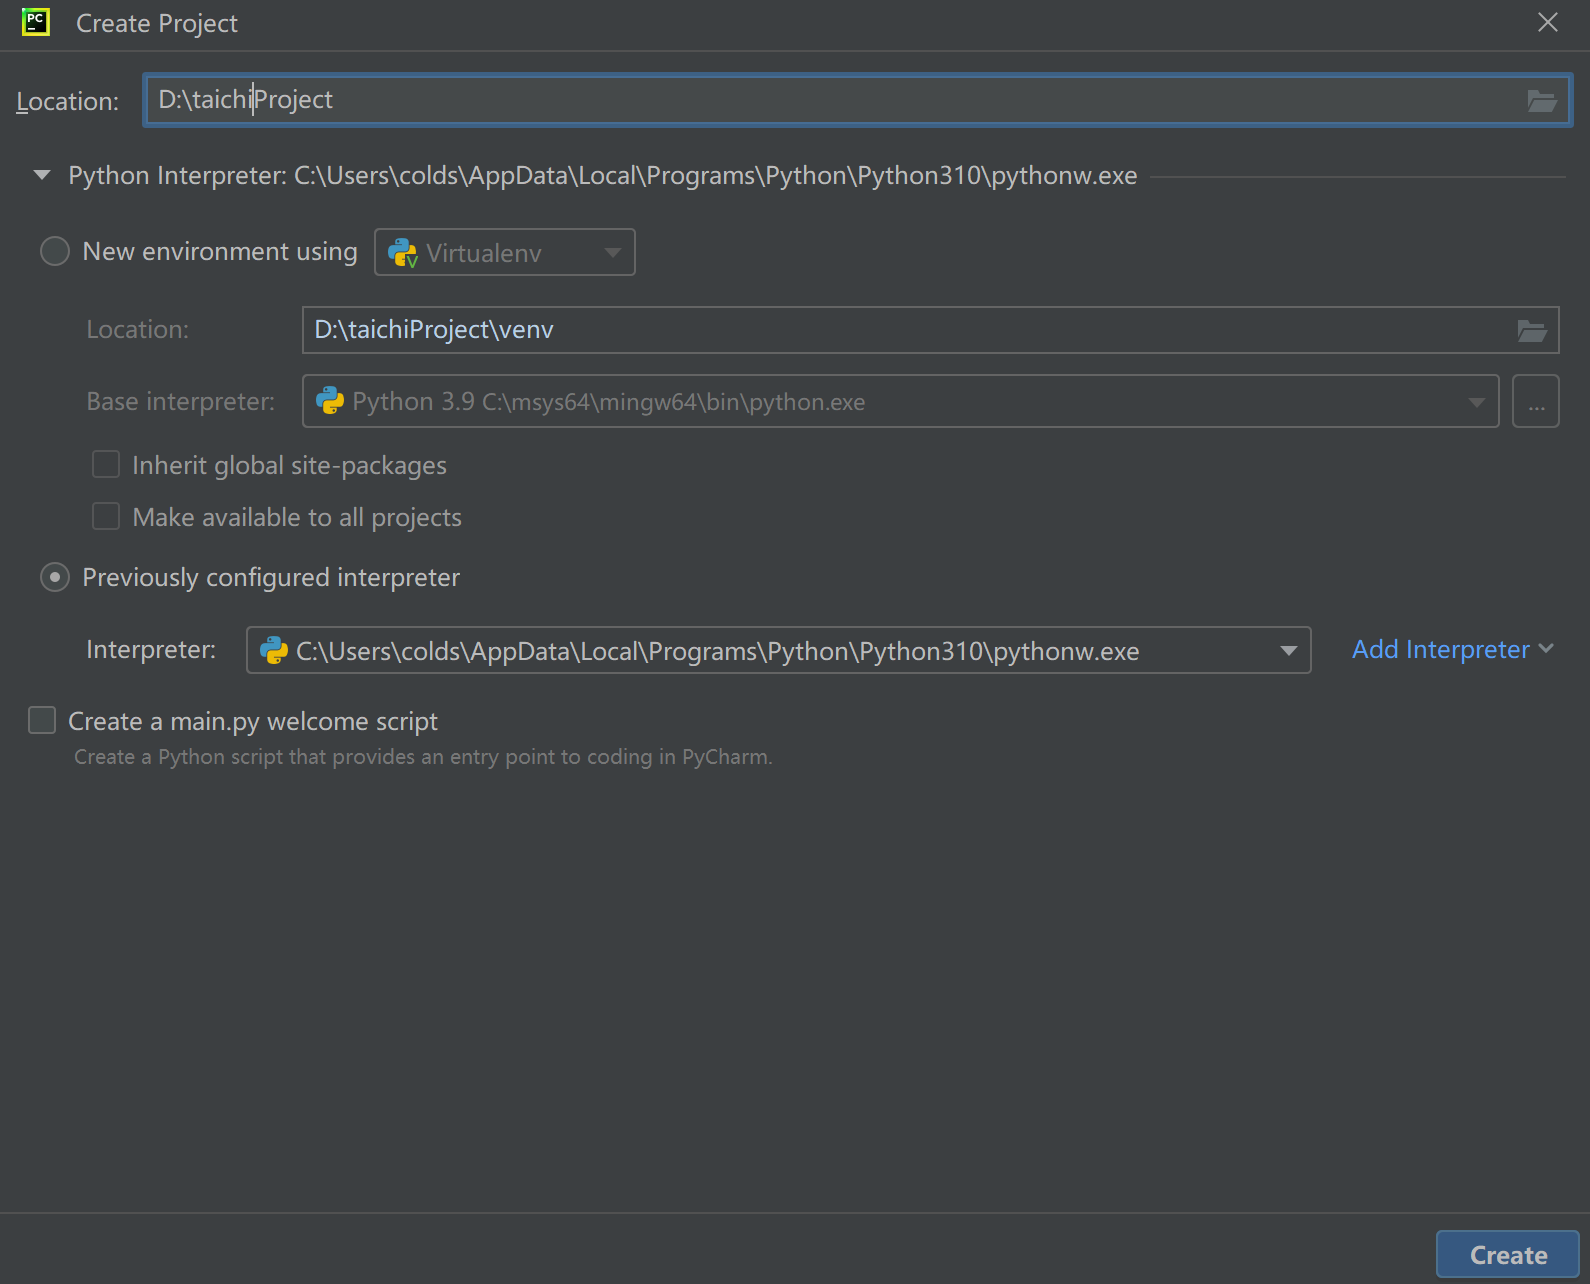 PC
Create Project
Location: D:\taichiProject
Python Interpreter: C:\Users\colds\AppData\Local\Programs\Python\Python310\pythonw.exe
New environment using Virtualenv
Location: D:\taichiProject\venv
Base interpreter: Python 3.9 C:\msys64\mingw64\bin\python.exe ...
Inherit global site-packages
Make available to all projects
Previously configured interpreter
Interpreter: C:\Users\colds\AppData\Local\Programs\Python\Python310\pythonw.exe Add Interpreter
Create a main.py welcome script
Create a Python script that provides an entry point to coding in PyCharm.
Create